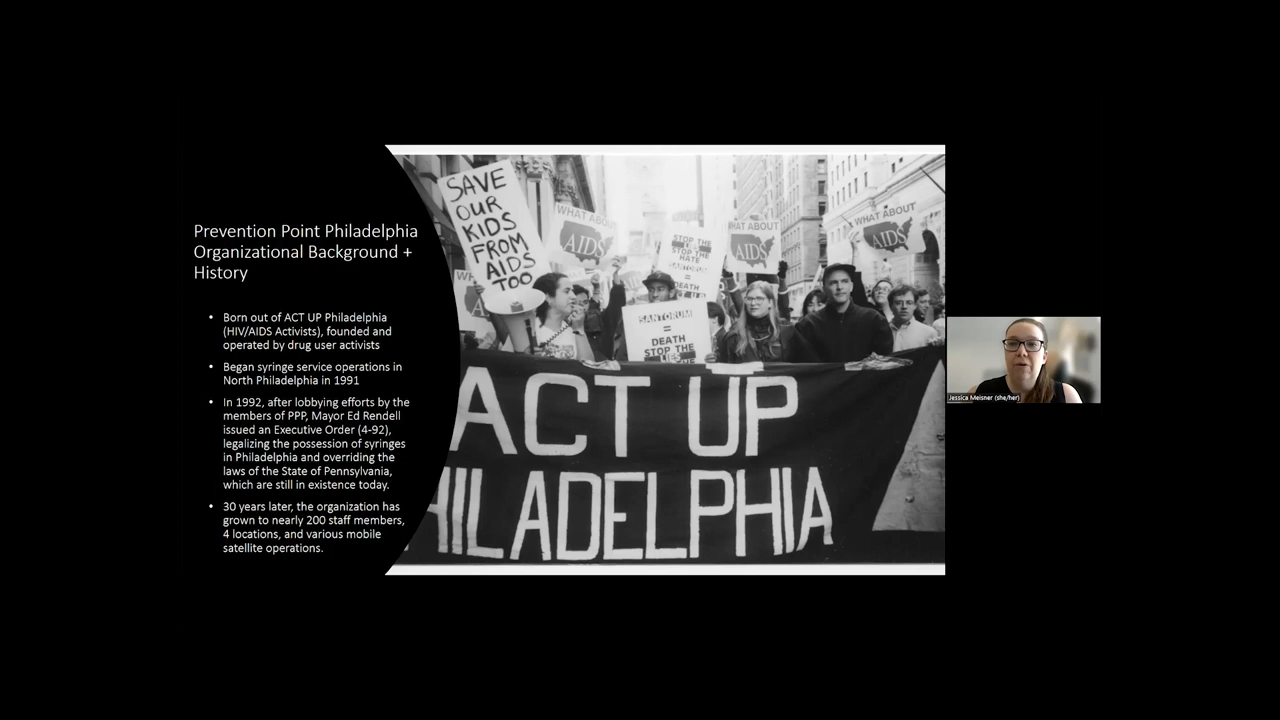 Prevention Point Philadelphia
Organizational Background +
History
• Born out of ACT UP Philadelphia
(HIV/AIDS Activists), founded and
operated by drug user activists
• Began syringe service operations in
North Philadelphia in 1991
• In 1992, after lobbying efforts by the
members of PPP, Mayor Ed Rendell
issued an Executive Order (4-92),
legalizing the possession of syringes
in Philadelphia and overriding the
laws of the State of Pennsylvania,
which are still in existence today.
• 30 years later, the organization has
grown to nearly 200 staff members,
4 locations, and various mobile
satellite operations.
SAVE
OUR
KIDS
FROM
AIDS
TOO
WHAT ABOUT
AIDS
STOP THE
STOP THE
HATE
SANTORUM
=
DEATH
HAT ABOUT
AIDS
WHAT ABOUT
AIDS
SANTORUM
=
DEATH
STOP THE
LIES
ACT UP
HILADELPHIA
Jessica Meisner (she/her)